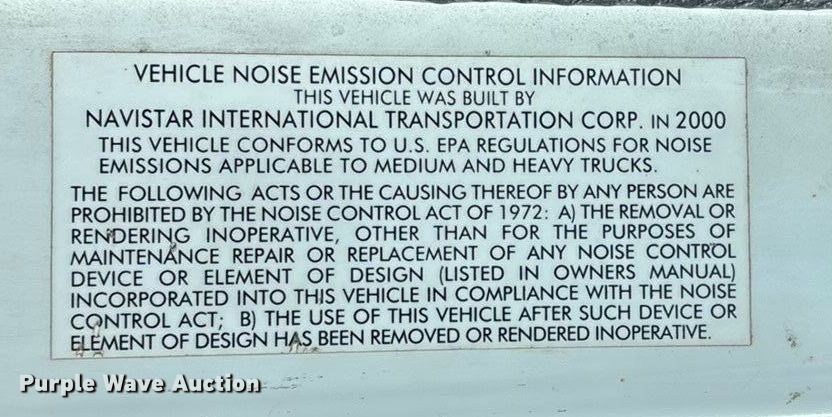 VEHICLE NOISE EMISSION CONTROL INFORMATION
THIS VEHICLE WAS BUILT BY
NAVISTAR INTERNATIONAL TRANSPORTATION CORP. IN 2000
THIS VEHICLE CONFORMS TO U.S. EPA REGULATIONS FOR NOISE
EMISSIONS APPLICABLE TO MEDIUM AND HEAVY TRUCKS.
THE FOLLOWING ACTS OR THE CAUSING THEREOF BY ANY PERSON ARE
PROHIBITED BY THE NOISE CONTROL ACT OF 1972: A) THE REMOVAL OR
RENDERING INOPERATIVE, OTHER THAN FOR THE PURPOSES OF
MAINTENANCE REPAIR OR REPLACEMENT OF ANY NOISE CONTROL
DEVICE OR ELEMENT OF DESIGN (LISTED IN OWNERS MANUAL)
INCORPORATED INTO THIS VEHICLE IN COMPLIANCE WITH THE NOISE
CONTROL ACT; B) THE USE OF THIS VEHICLE AFTER SUCH DEVICE OR
ELEMENT OF DESIGN HAS BEEN REMOVED OR RENDERED INOPERATIVE.
Purple Wave Auction